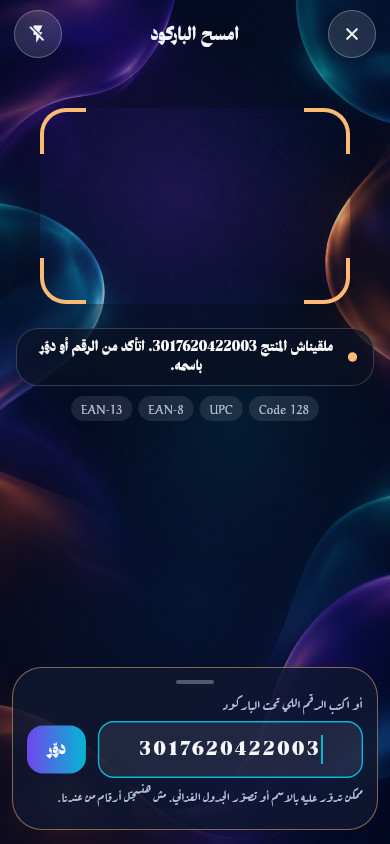 امسح الباركود
ملقيناش المنتج 3017620422003. اتأكد من الرقم أو دوّر
باسمه.
EAN-13 EAN-8 UPC Code 128
أو اكتب الرقم اللي تحت الباركود
3017620422003
دوّر
ممكن تدوّر عليه بالاسم أو تصوّر الجدول الغذائي. مش هنسجّل أرقام من عندنا.